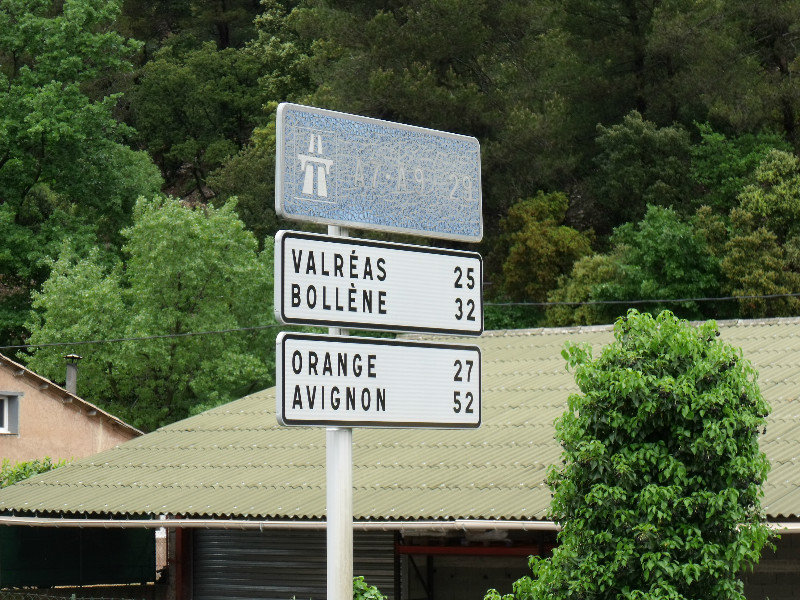 A7-A9 29
VALRÉAS 25
BOLLÈNE 32
ORANGE 27
AVIGNON 52